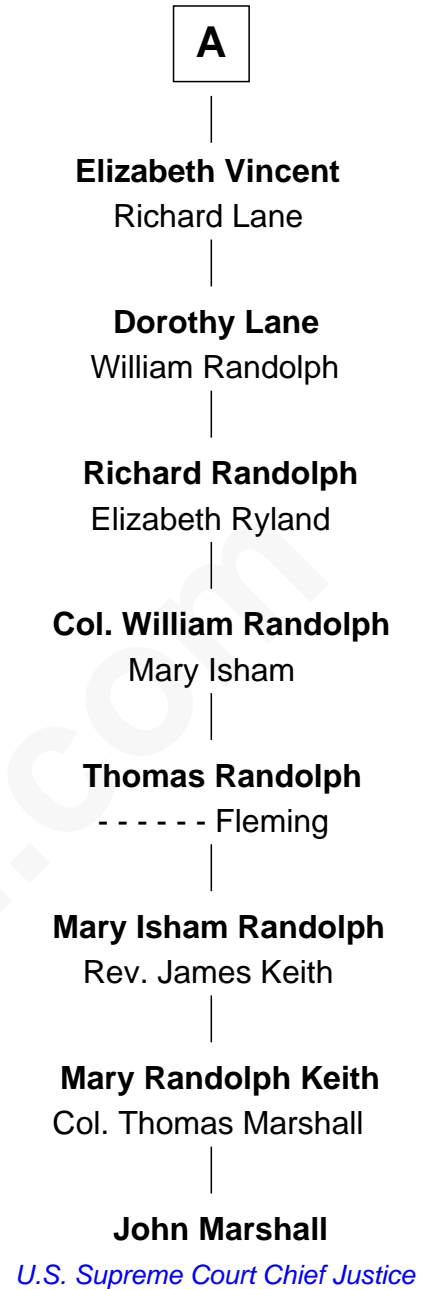 A
Elizabeth Vincent
Richard Lane
Dorothy Lane
William Randolph
Richard Randolph
Elizabeth Ryland
Col. William Randolph
Mary Isham
Thomas Randolph
- - - - - - Fleming
Mary Isham Randolph
Rev. James Keith
Mary Randolph Keith
Col. Thomas Marshall
John Marshall
U.S. Supreme Court Chief Justice